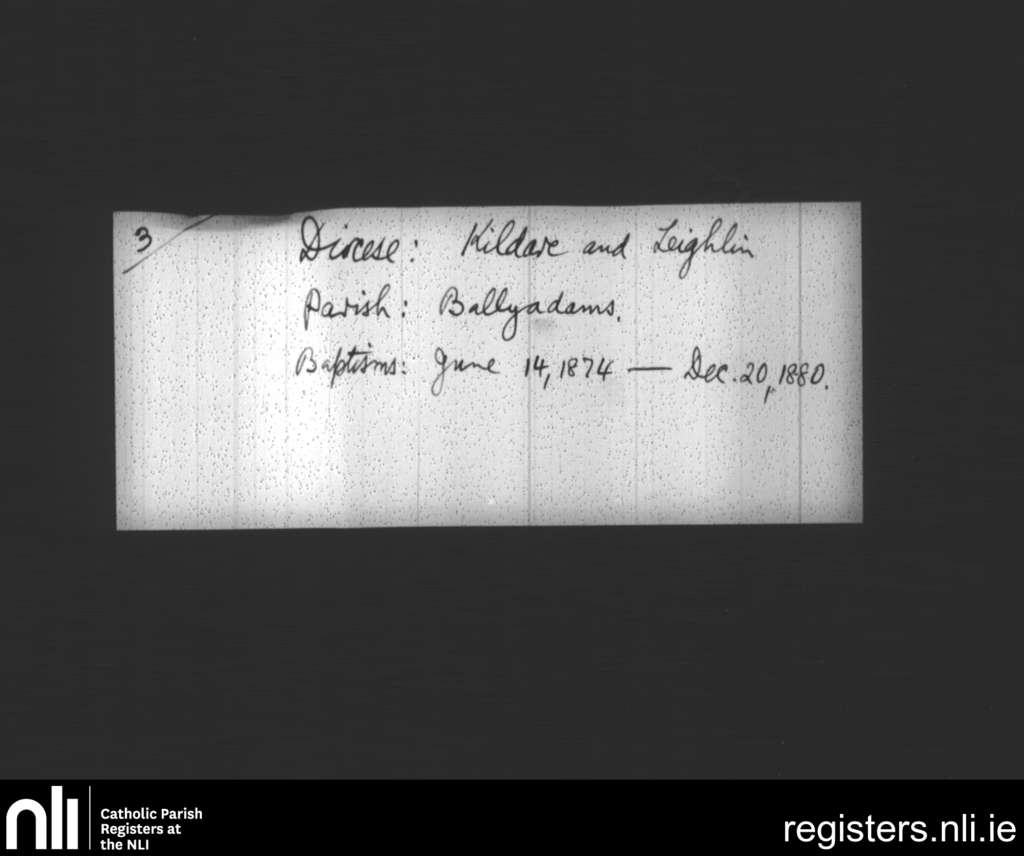 3
Diocese: Kildare and Leighlin
Parish: Ballyadams.
Baptisms: June 14, 1874 — Dec. 20, 1880.
nli
Catholic Parish
Registers at
the NLI
registers.nli.ie